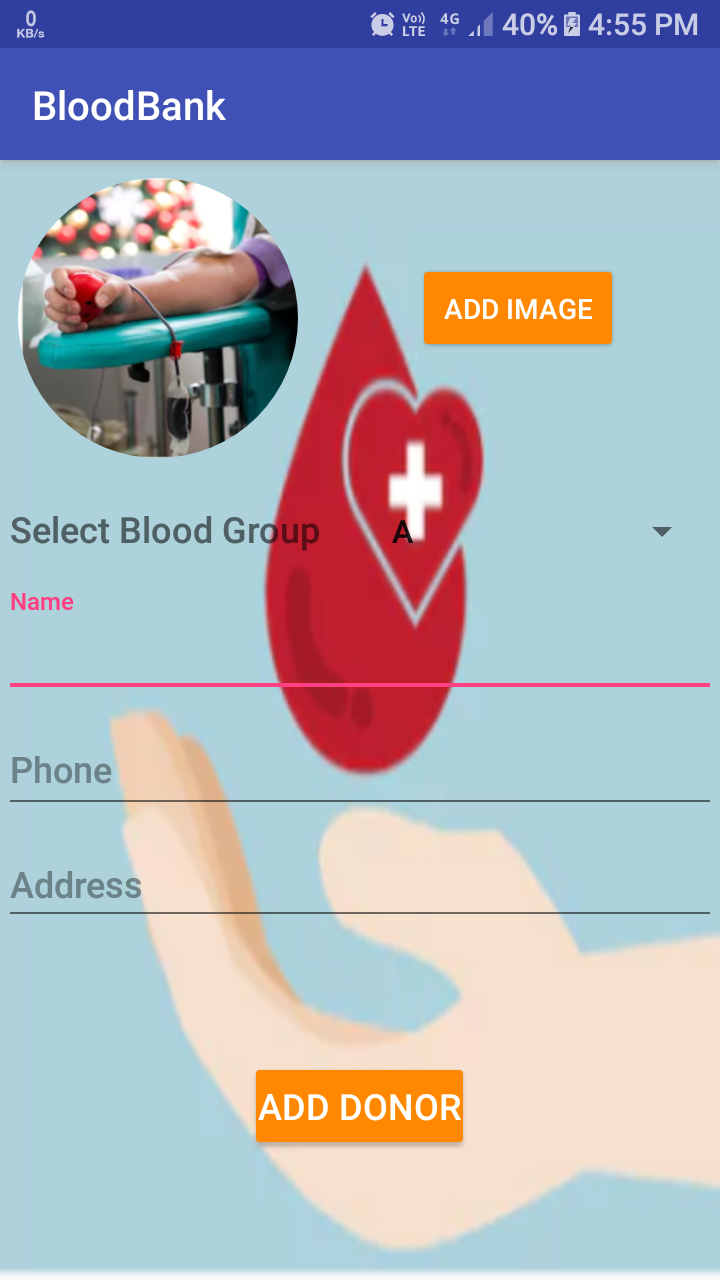 0
KB/s
Vo))
LTE
4G
40%
4:55 PM
BloodBank
ADD IMAGE
Select Blood Group A
Name
Phone
Address
ADD DONOR